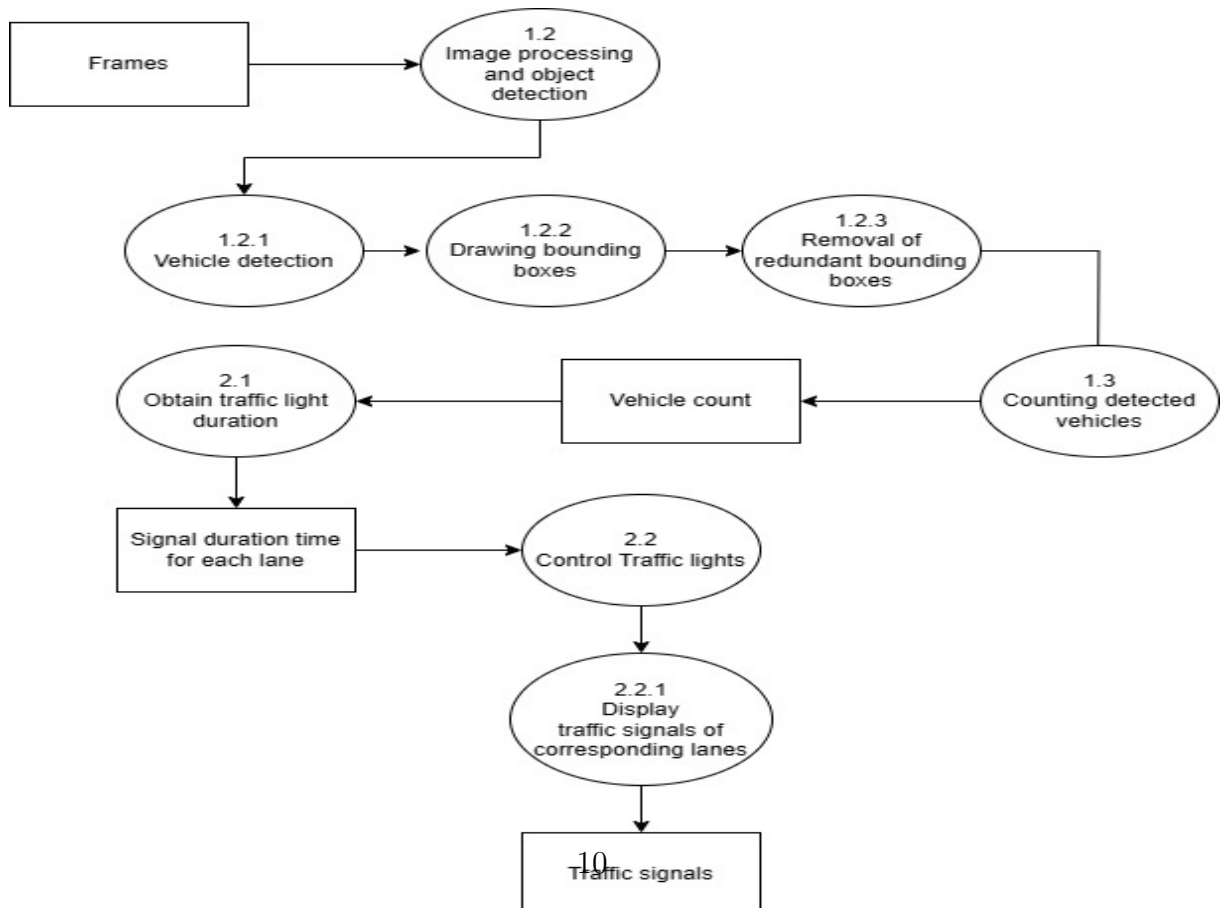 Frames
1.2
Image processing
and object
detection
1.2.1
Vehicle detection
1.2.2
Drawing bounding
boxes
1.2.3
Removal of
redundant bounding
boxes
2.1
Obtain traffic light
duration
Vehicle count
1.3
Counting detected
vehicles
Signal duration time
for each lane
2.2
Control Traffic lights
2.2.1
Display
traffic signals of
corresponding lanes
10
Traffic signals